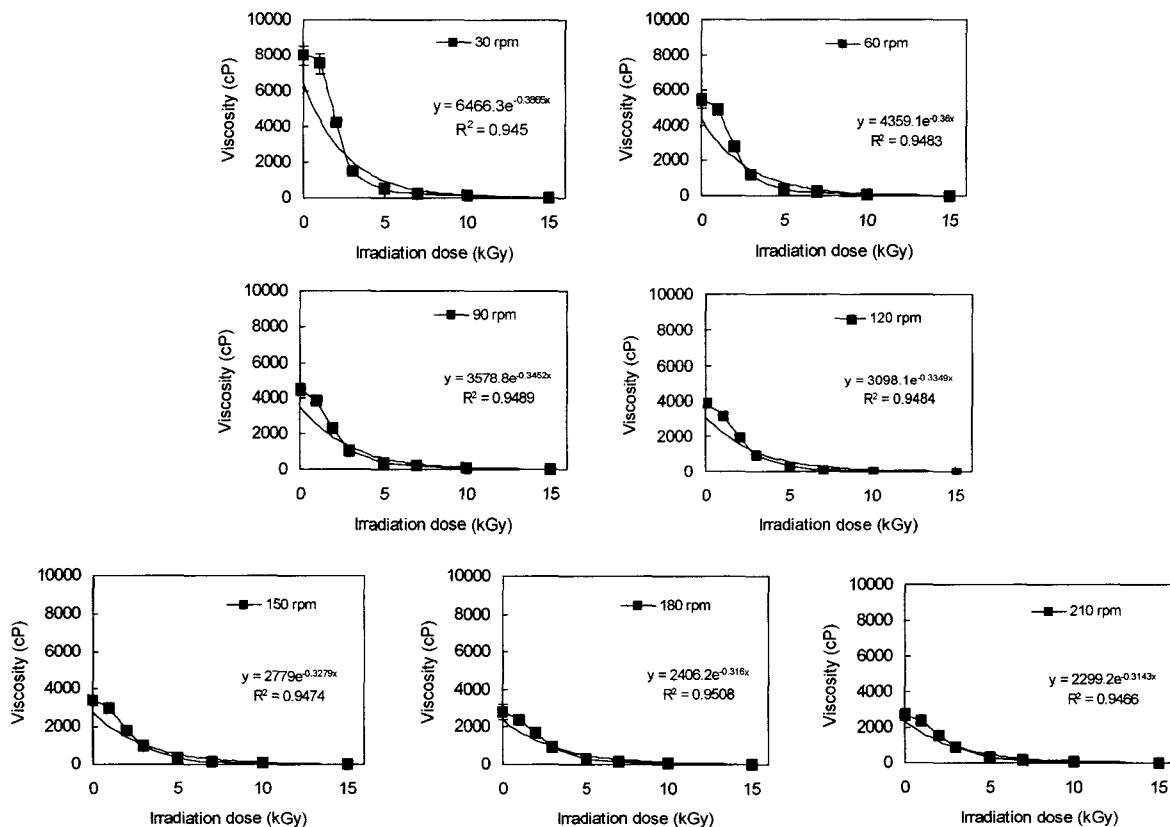 10000
8000
6000
4000
2000
0
Viscosity (cP)
30 rpm
y = 6466.3e^-0.3865x
R² = 0.945
0 5 10 15
Irradiation dose (kGy)
10000
8000
6000
4000
2000
0
Viscosity (cP)
60 rpm
y = 4359.1e^-0.36x
R² = 0.9483
0 5 10 15
Irradiation dose (kGy)
10000
8000
6000
4000
2000
0
Viscosity (cP)
90 rpm
y = 3578.8e^-0.3452x
R² = 0.9489
0 5 10 15
Irradiation dose (kGy)
10000
8000
6000
4000
2000
0
Viscosity (cP)
120 rpm
y = 3098.1e^-0.3349x
R² = 0.9484
0 5 10 15
Irradiation dose (kGy)
10000
8000
6000
4000
2000
0
Viscosity (cP)
150 rpm
y = 2779e^-0.3279x
R² = 0.9474
0 5 10 15
Irradiation dose (kGy)
10000
8000
6000
4000
2000
0
Viscosity (cP)
180 rpm
y = 2406.2e^-0.316x
R² = 0.9508
0 5 10 15
Irradiation dose (kGy)
10000
8000
6000
4000
2000
0
Viscosity (cP)
210 rpm
y = 2299.2e^-0.3143x
R² = 0.9466
0 5 10 15
Irradiation dose (kGy)